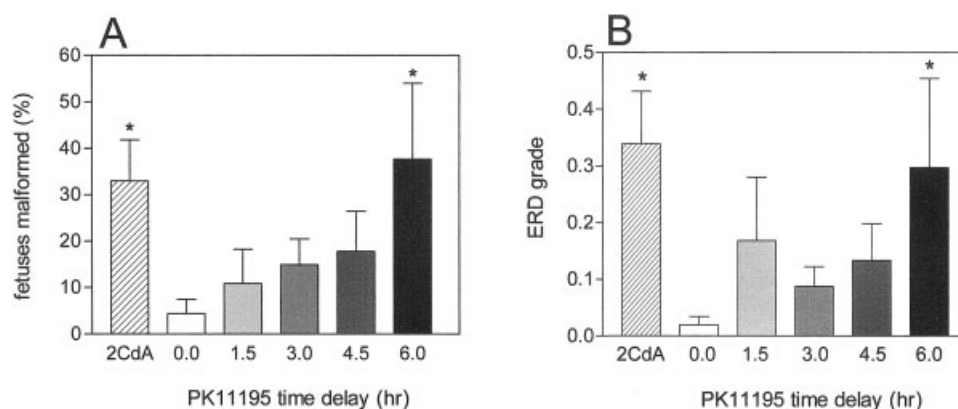 A
fetuses malformed (%)
60
50
40
30
20
10
0
*
*
2CdA 0.0 1.5 3.0 4.5 6.0
PK11195 time delay (hr)
B
ERD grade
0.5
0.4
0.3
0.2
0.1
0.0
*
*
2CdA 0.0 1.5 3.0 4.5 6.0
PK11195 time delay (hr)